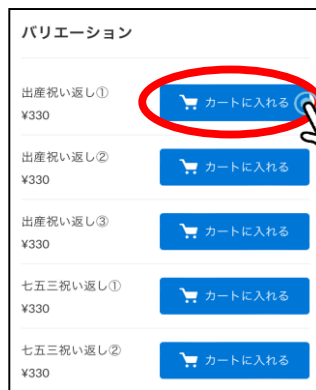 バリエーション
出産祝い返し①
¥330
カートに入れる
出産祝い返し②
¥330
カートに入れる
出産祝い返し③
¥330
カートに入れる
七五三祝い返し①
¥330
カートに入れる
七五三祝い返し②
¥330
カートに入れる